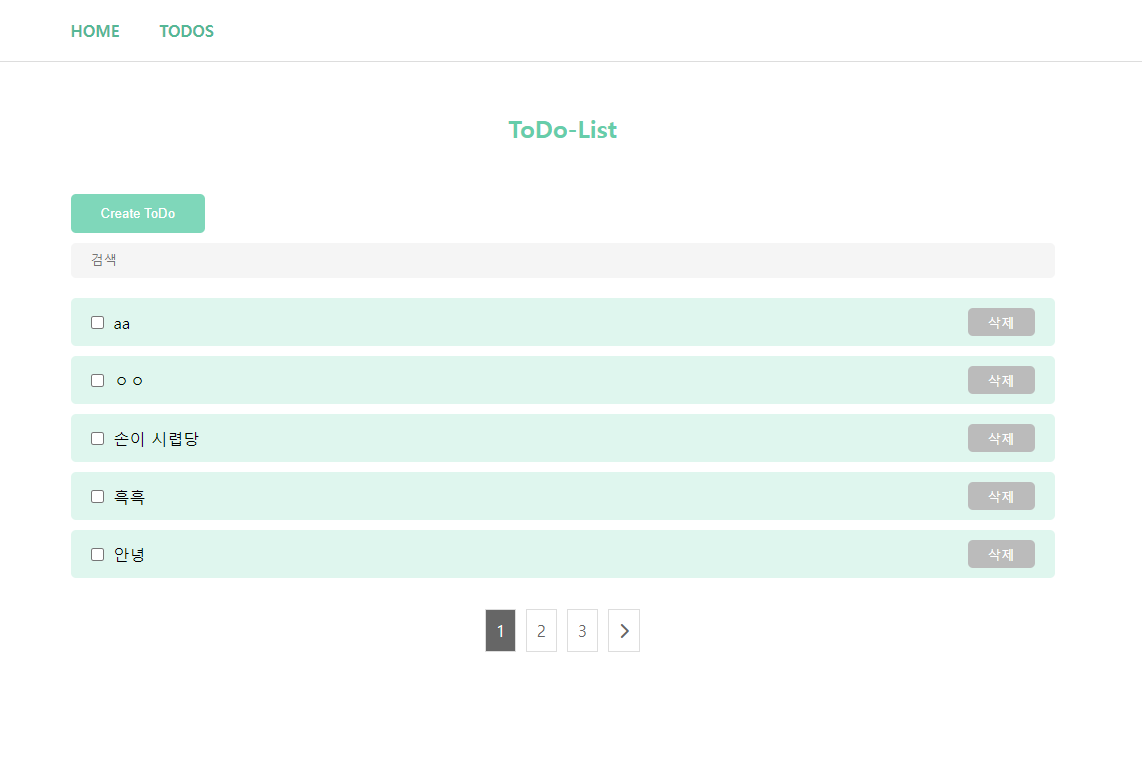 HOME TODOS
ToDo-List
Create ToDo
검색
aa 삭제
ㅇㅇ 삭제
손이 시렵당 삭제
흑흑 삭제
안녕 삭제
1 2 3